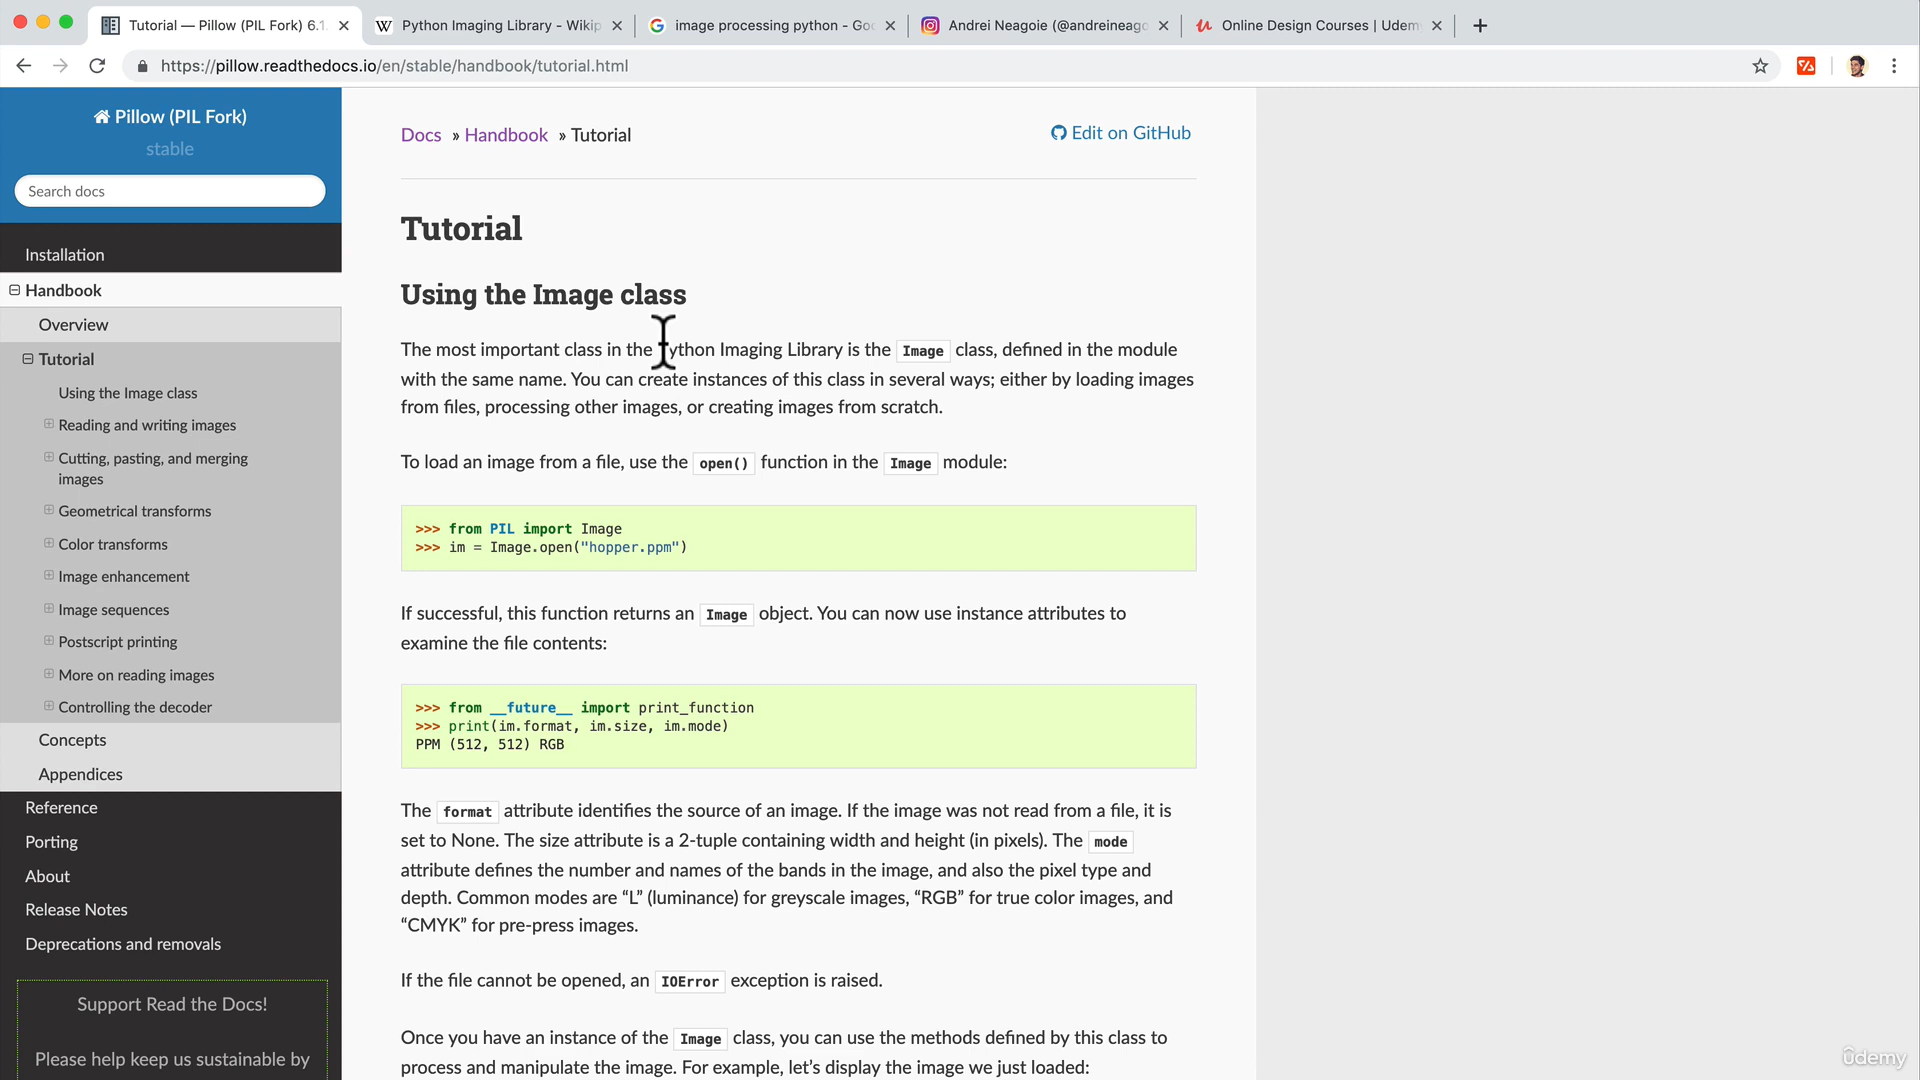 Tutorial — Pillow (PIL Fork) 6.1.
Python Imaging Library - Wikip
image processing python - Goo
Andrei Neagoie (@andreineago
Online Design Courses | Udem
https://pillow.readthedocs.io/en/stable/handbook/tutorial.html
Pillow (PIL Fork)
stable
Search docs
Installation
Handbook
Overview
Tutorial
Using the Image class
Reading and writing images
Cutting, pasting, and merging
images
Geometrical transforms
Color transforms
Image enhancement
Image sequences
Postscript printing
More on reading images
Controlling the decoder
Concepts
Appendices
Reference
Porting
About
Release Notes
Deprecations and removals
Support Read the Docs!
Please help keep us sustainable by
Docs » Handbook » Tutorial
Edit on GitHub
Tutorial
Using the Image class
The most important class in the Python Imaging Library is the Image class, defined in the module
with the same name. You can create instances of this class in several ways; either by loading images
from files, processing other images, or creating images from scratch.
To load an image from a file, use the open() function in the Image module:
>>> from PIL import Image
>>> im = Image.open("hopper.ppm")
If successful, this function returns an Image object. You can now use instance attributes to
examine the file contents:
>>> from __future__ import print_function
>>> print(im.format, im.size, im.mode)
PPM (512, 512) RGB
The format attribute identifies the source of an image. If the image was not read from a file, it is
set to None. The size attribute is a 2-tuple containing width and height (in pixels). The mode
attribute defines the number and names of the bands in the image, and also the pixel type and
depth. Common modes are “L” (luminance) for greyscale images, “RGB” for true color images, and
“CMYK” for pre-press images.
If the file cannot be opened, an IOError exception is raised.
Once you have an instance of the Image class, you can use the methods defined by this class to
process and manipulate the image. For example, let’s display the image we just loaded:
ûdemy